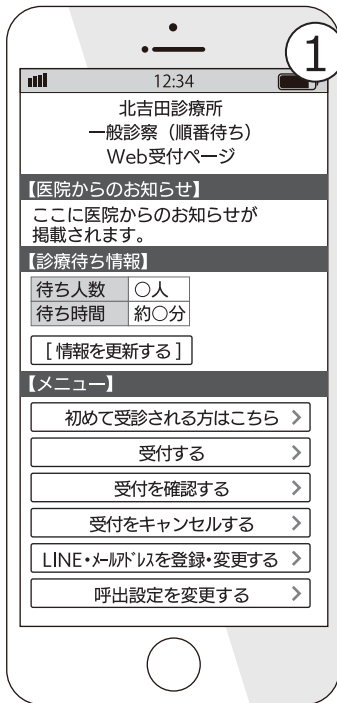 ①
12:34
北吉田診療所
一般診察（順番待ち）
Web受付ページ
【医院からのお知らせ】
ここに医院からのお知らせが
掲載されます。
【診療待ち情報】
待ち人数 ○人
待ち時間 約○分
［情報を更新する］
【メニュー】
初めて受診される方はこちら
受付する
受付を確認する
受付をキャンセルする
LINE・ﾒｰﾙｱﾄﾞﾚｽを登録・変更する
呼出設定を変更する